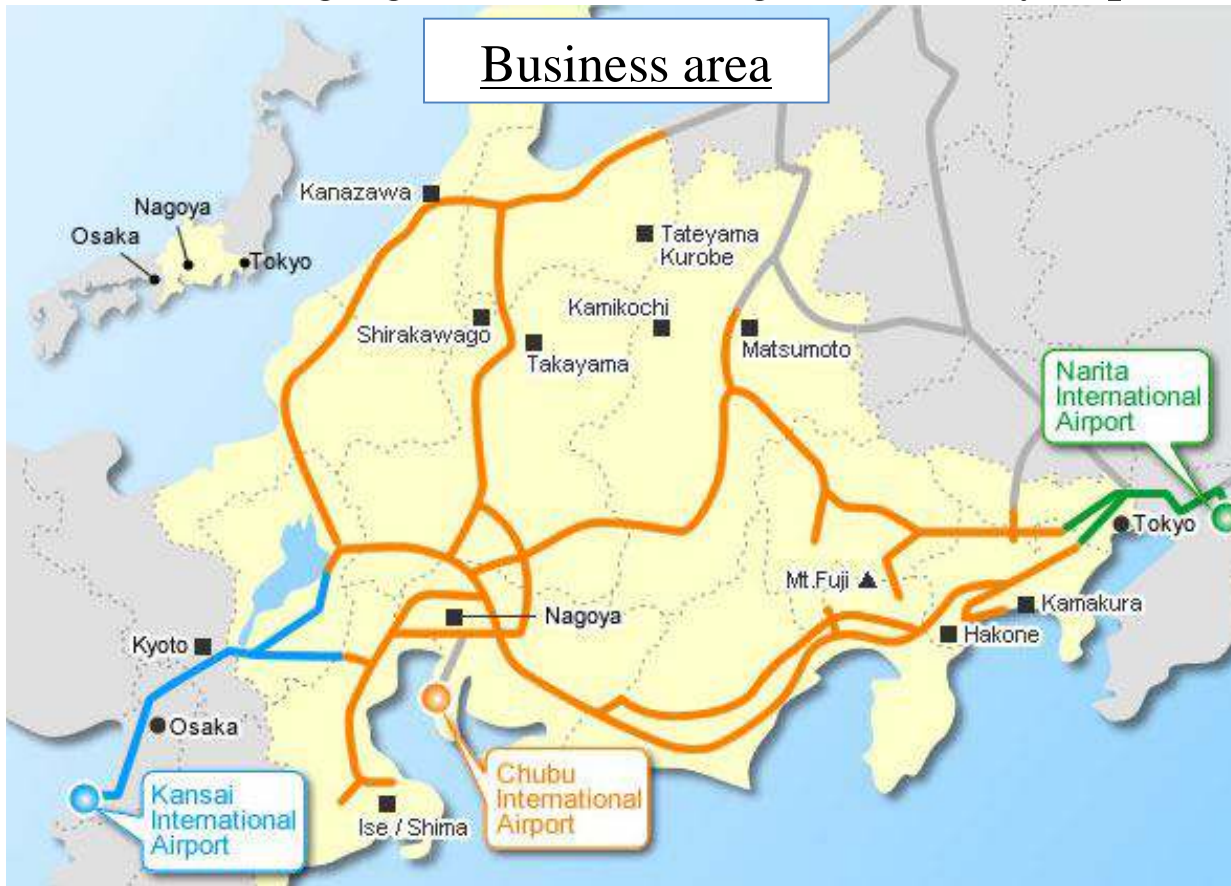 Business area
Kanazawa
Nagoya
Osaka
Tokyo
Tateyama
Kurobe
Kamikochi
Shirakawago
Takayama
Matsumoto
Narita
International
Airport
Tokyo
Mt.Fuji
Kamakura
Nagoya
Hakone
Kyoto
Osaka
Chubu
International
Airport
Kansai
International
Airport
Ise / Shima